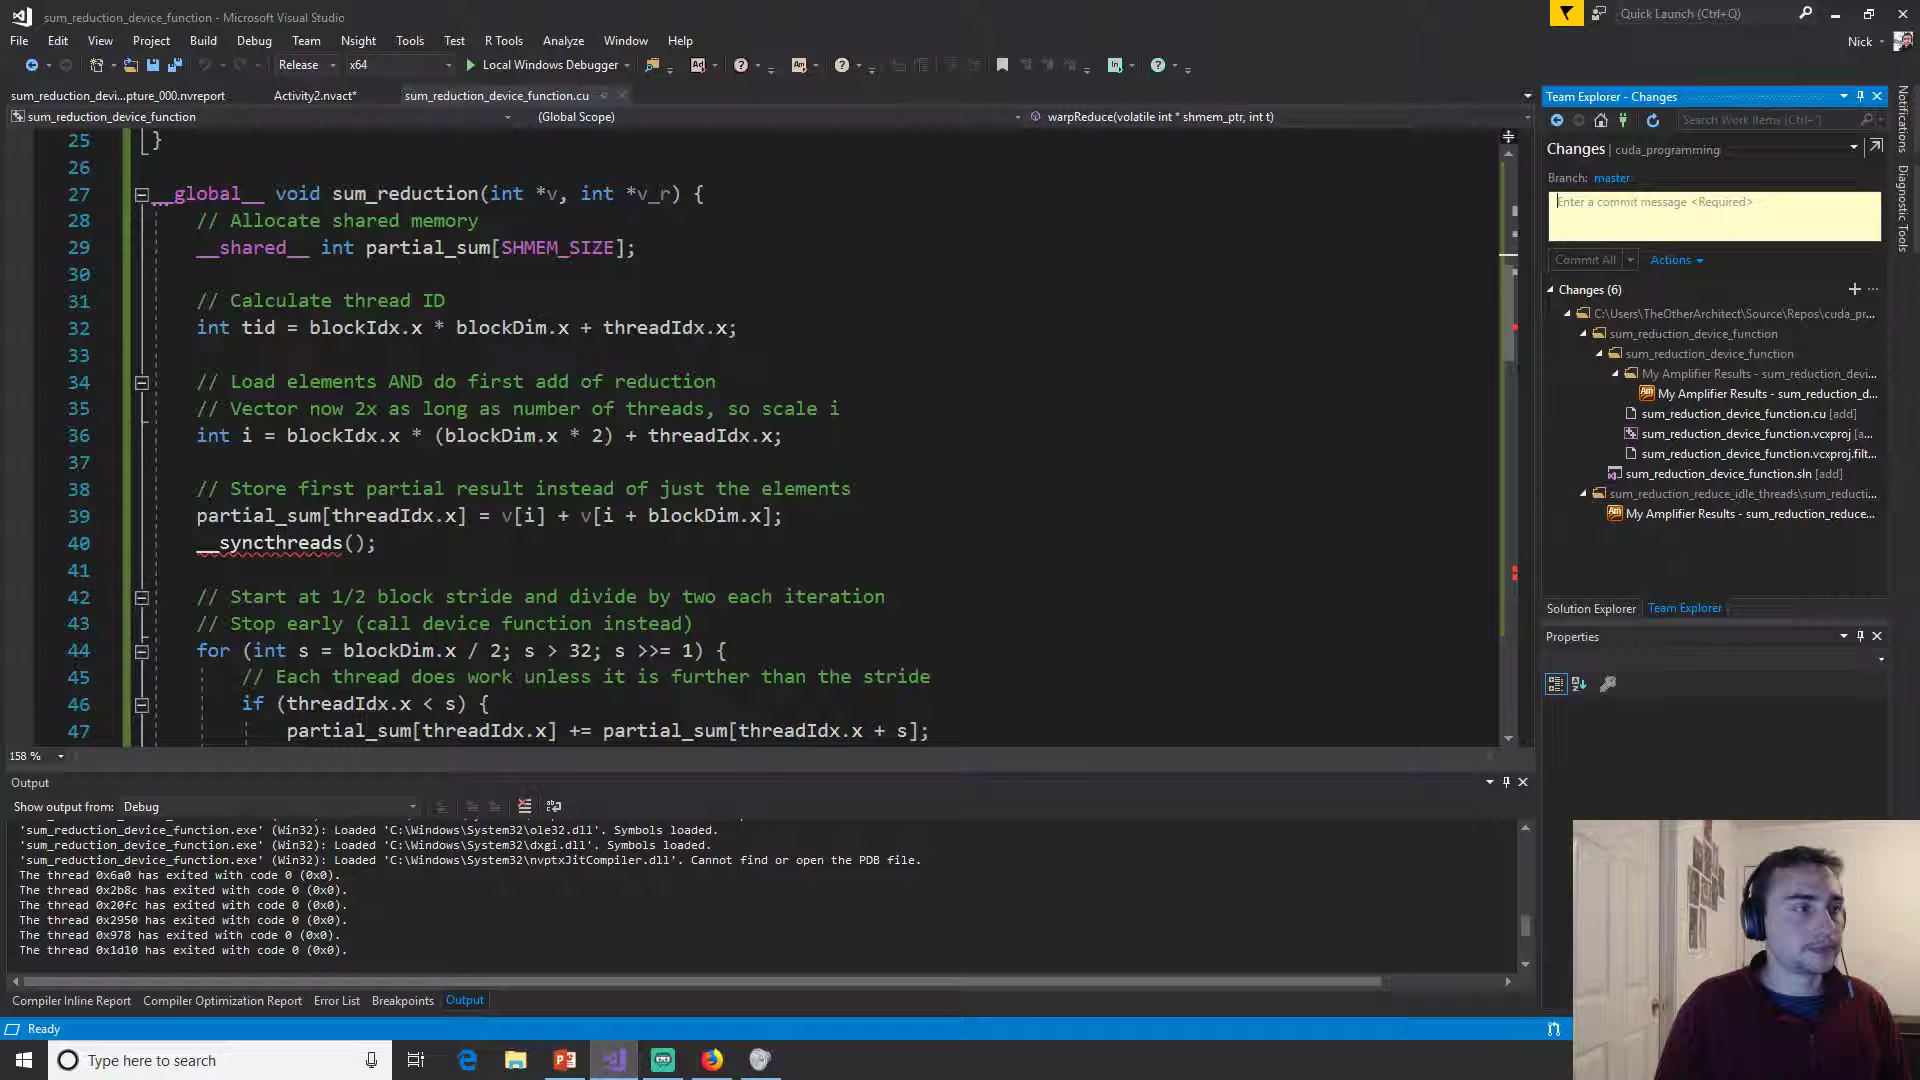 sum_reduction_device_function - Microsoft Visual Studio
Quick Launch (Ctrl+Q)
File Edit View Project Build Debug Team Nsight Tools Test R Tools Analyze Window Help
Nick
Release x64 Local Windows Debugger
sum_reduction_devi...pture_000.nvreport Activity2.nvact* sum_reduction_device_function.cu
sum_reduction_device_function (Global Scope) warpReduce(volatile int * shmem_ptr, int t)
25 }
26
27 __global__ void sum_reduction(int *v, int *v_r) {
28 // Allocate shared memory
29 __shared__ int partial_sum[SHMEM_SIZE];
30
31 // Calculate thread ID
32 int tid = blockIdx.x * blockDim.x + threadIdx.x;
33
34 // Load elements AND do first add of reduction
35 // Vector now 2x as long as number of threads, so scale i
36 int i = blockIdx.x * (blockDim.x * 2) + threadIdx.x;
37
38 // Store first partial result instead of just the elements
39 partial_sum[threadIdx.x] = v[i] + v[i + blockDim.x];
40 __syncthreads();
41
42 // Start at 1/2 block stride and divide by two each iteration
43 // Stop early (call device function instead)
44 for (int s = blockDim.x / 2; s > 32; s >>= 1) {
45 // Each thread does work unless it is further than the stride
46 if (threadIdx.x < s) {
47 partial_sum[threadIdx.x] += partial_sum[threadIdx.x + s];
158 %
Output
Show output from: Debug
'sum_reduction_device_function.exe' (Win32): Loaded 'C:\Windows\System32\ole32.dll'. Symbols loaded.
'sum_reduction_device_function.exe' (Win32): Loaded 'C:\Windows\System32\dxgi.dll'. Symbols loaded.
'sum_reduction_device_function.exe' (Win32): Loaded 'C:\Windows\System32\nvptxJitCompiler.dll'. Cannot find or open the PDB file.
The thread 0x6a0 has exited with code 0 (0x0).
The thread 0x2b8c has exited with code 0 (0x0).
The thread 0x20fc has exited with code 0 (0x0).
The thread 0x2950 has exited with code 0 (0x0).
The thread 0x978 has exited with code 0 (0x0).
The thread 0x1d10 has exited with code 0 (0x0).
Compiler Inline Report Compiler Optimization Report Error List Breakpoints Output
Ready
Type here to search
Team Explorer - Changes
Search Work Items (Ctrl+')
Changes | cuda_programming
Branch: master
Enter a commit message <Required>
Commit All Actions
Changes (6)
C:\Users\TheOtherArchitect\Source\Repos\cuda_pr...
sum_reduction_device_function
sum_reduction_device_function
My Amplifier Results - sum_reduction_devi...
My Amplifier Results - sum_reduction_d...
sum_reduction_device_function.cu [add]
sum_reduction_device_function.vcxproj [a...
sum_reduction_device_function.vcxproj.filt...
sum_reduction_device_function.sln [add]
sum_reduction_reduce_idle_threads\sum_reducti...
My Amplifier Results - sum_reduction_reduce...
Solution Explorer Team Explorer
Properties
Notifications
Diagnostic Tools